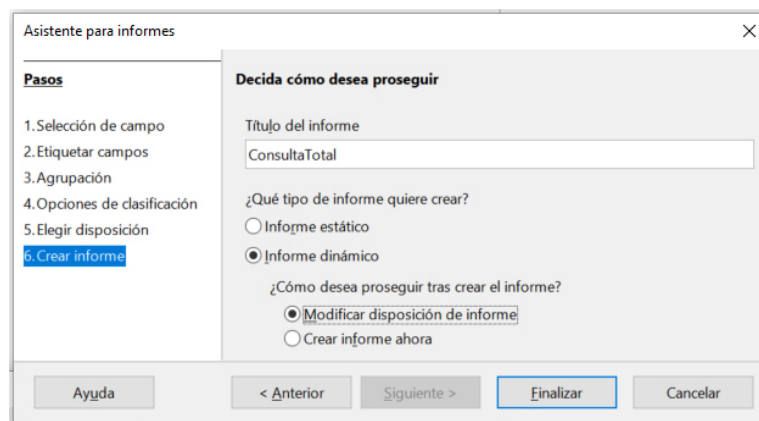 Asistente para informes
Pasos
1.Selección de campo
2.Etiquetar campos
3.Agrupación
4.Opciones de clasificación
5.Elegir disposición
6.Crear informe
Decida cómo desea proseguir
Título del informe
ConsultaTotal
¿Qué tipo de informe quiere crear?
Informe estático
Informe dinámico
¿Cómo desea proseguir tras crear el informe?
Modificar disposición de informe
Crear informe ahora
Ayuda
< Anterior
Siguiente >
Finalizar
Cancelar